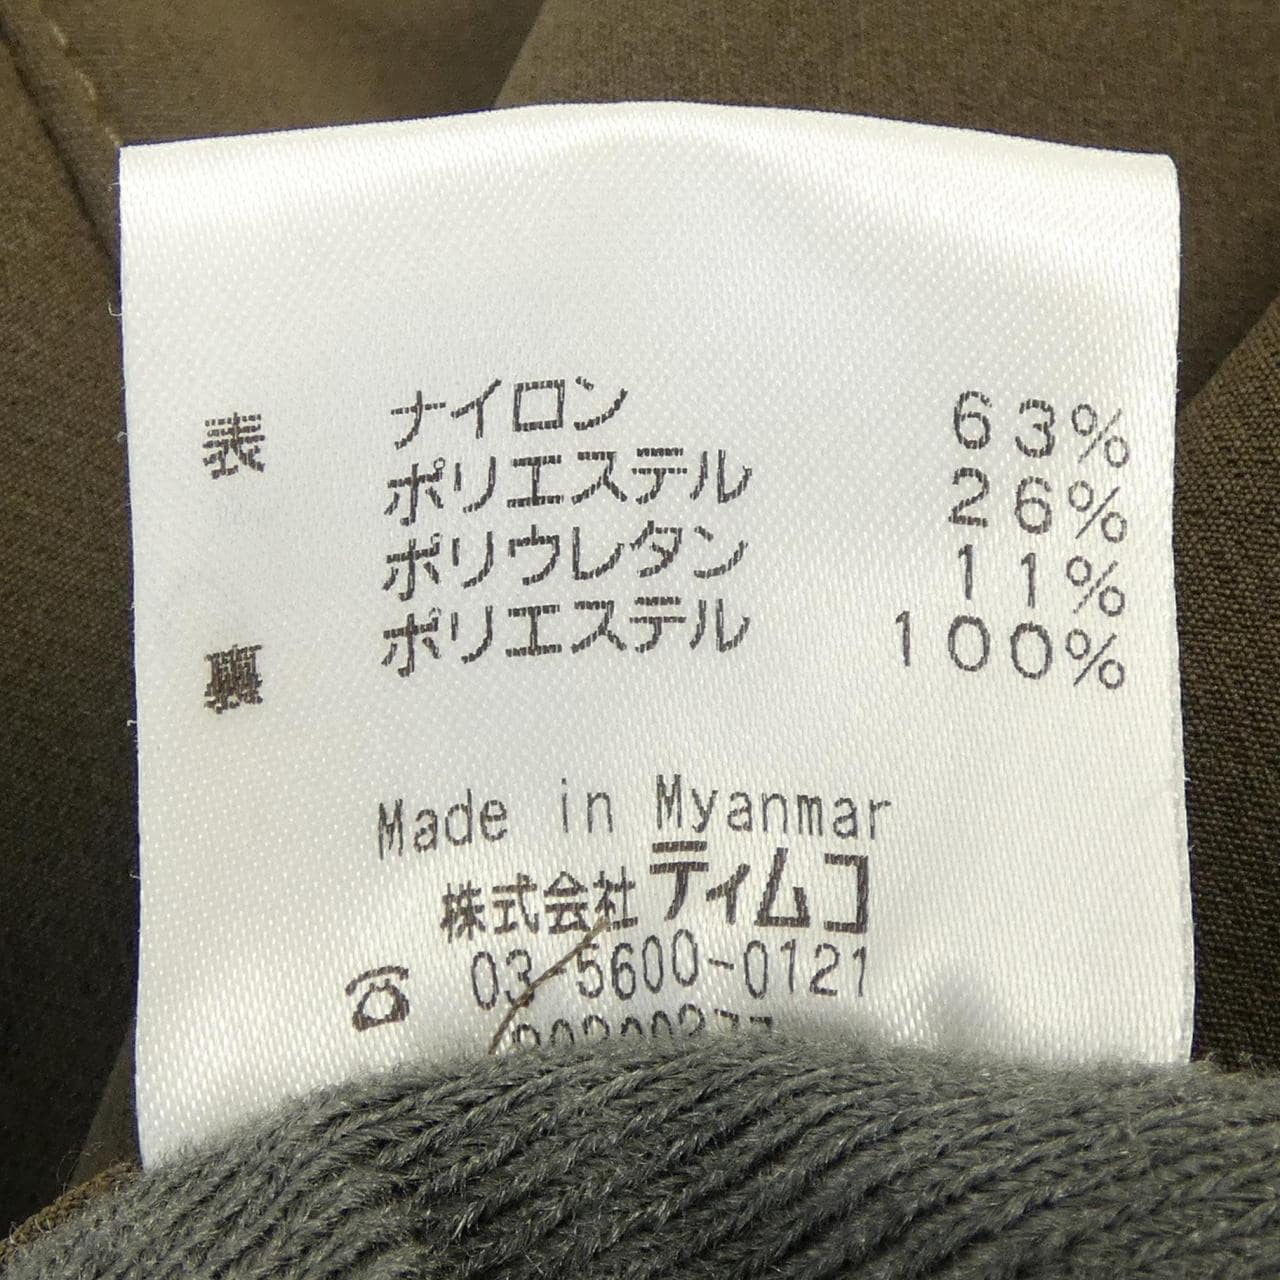 表 ナイロン 63%
ポリエステル 26%
ポリウレタン 11%
裏 ポリエステル 100%
Made in Myanmar
株式会社ティムコ
☎ 03-5600-0121